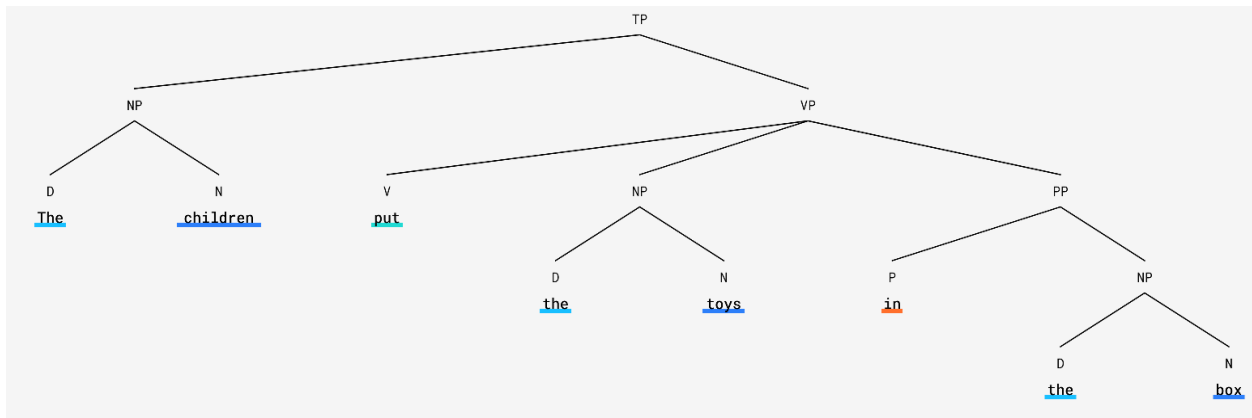 TP
NP VP
D N V NP PP
The children put
D N P NP
the toys in
D N
the box